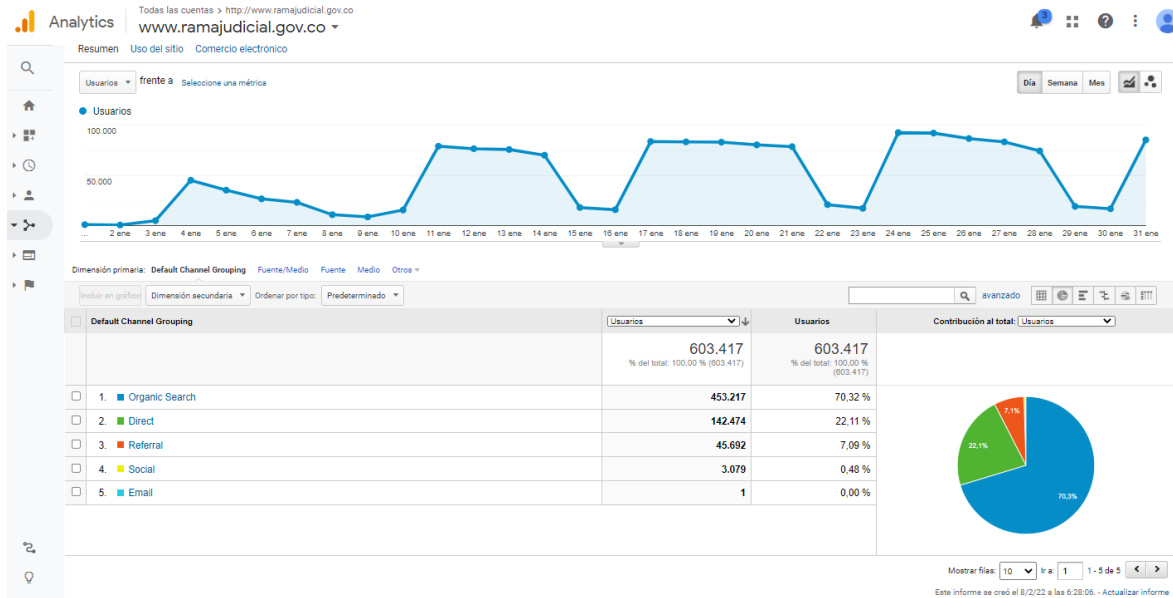 Analytics
Todas las cuentas > http://www.ramajudicial.gov.co
www.ramajudicial.gov.co
3
Resumen Uso del sitio Comercio electrónico
Usuarios frente a Seleccione una métrica
Día Semana Mes
Usuarios
100.000
50.000
... 2 ene 3 ene 4 ene 5 ene 6 ene 7 ene 8 ene 9 ene 10 ene 11 ene 12 ene 13 ene 14 ene 15 ene 16 ene 17 ene 18 ene 19 ene 20 ene 21 ene 22 ene 23 ene 24 ene 25 ene 26 ene 27 ene 28 ene 29 ene 30 ene 31 ene
Dimensión primaria: Default Channel Grouping Fuente/Medio Fuente Medio Otros
Incluir en gráfico Dimensión secundaria Ordenar por tipo: Predeterminado avanzado
Default Channel Grouping Usuarios Usuarios Contribución al total: Usuarios
603.417 603.417
% del total: 100,00 % (603.417) % del total: 100,00 %
(603.417)
1. Organic Search 453.217 70,32 %
2. Direct 142.474 22,11 %
3. Referral 45.692 7,09 %
4. Social 3.079 0,48 %
5. Email 1 0,00 %
7,1%
22,1%
70,3%
Mostrar filas: 10 Ir a: 1 1 - 5 de 5
Este informe se creó el 8/2/22 a las 6:28:06. - Actualizar informe